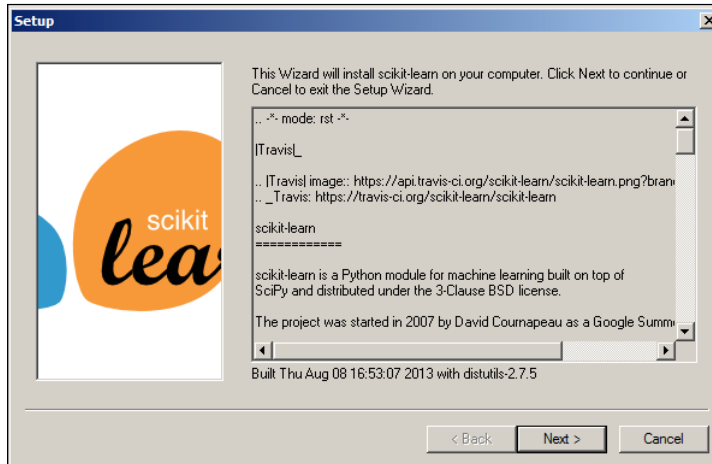 Setup
This Wizard will install scikit-learn on your computer. Click Next to continue or
Cancel to exit the Setup Wizard.
.. -*- mode: rst -*-
|Travis|_
.. |Travis| image:: https://api.travis-ci.org/scikit-learn/scikit-learn.png?bran
.. _Travis: https://travis-ci.org/scikit-learn/scikit-learn
scikit-learn
============
scikit-learn is a Python module for machine learning built on top of
SciPy and distributed under the 3-Clause BSD license.
The project was started in 2007 by David Cournapeau as a Google Summ
Built Thu Aug 08 16:53:07 2013 with distutils-2.7.5
scikit
lea
< Back
Next >
Cancel